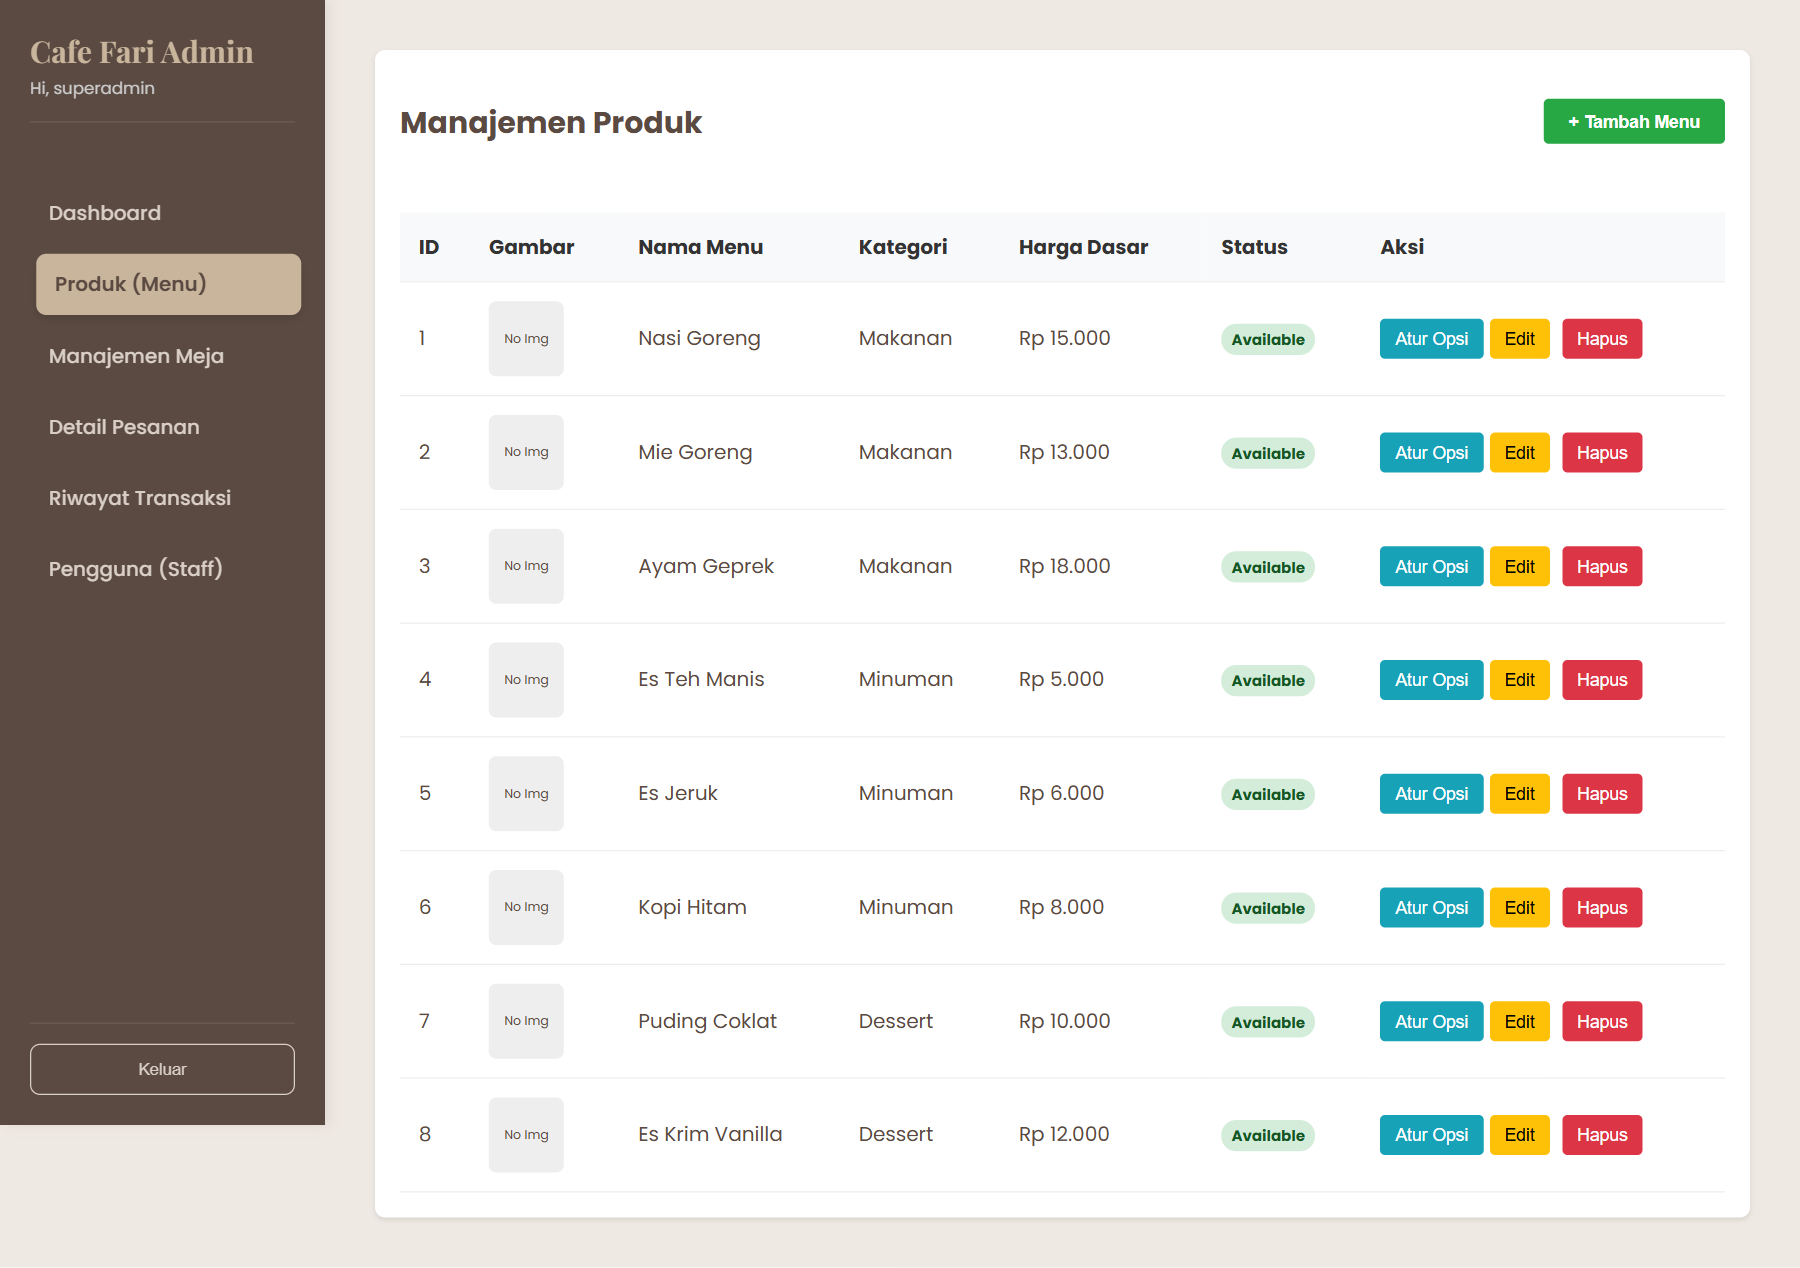 Cafe Fari Admin
Hi, superadmin
Dashboard
Produk (Menu)
Manajemen Meja
Detail Pesanan
Riwayat Transaksi
Pengguna (Staff)
Keluar
Manajemen Produk
+ Tambah Menu
ID Gambar Nama Menu Kategori Harga Dasar Status Aksi
1 No Img Nasi Goreng Makanan Rp 15.000 Available Atur Opsi Edit Hapus
2 No Img Mie Goreng Makanan Rp 13.000 Available Atur Opsi Edit Hapus
3 No Img Ayam Geprek Makanan Rp 18.000 Available Atur Opsi Edit Hapus
4 No Img Es Teh Manis Minuman Rp 5.000 Available Atur Opsi Edit Hapus
5 No Img Es Jeruk Minuman Rp 6.000 Available Atur Opsi Edit Hapus
6 No Img Kopi Hitam Minuman Rp 8.000 Available Atur Opsi Edit Hapus
7 No Img Puding Coklat Dessert Rp 10.000 Available Atur Opsi Edit Hapus
8 No Img Es Krim Vanilla Dessert Rp 12.000 Available Atur Opsi Edit Hapus